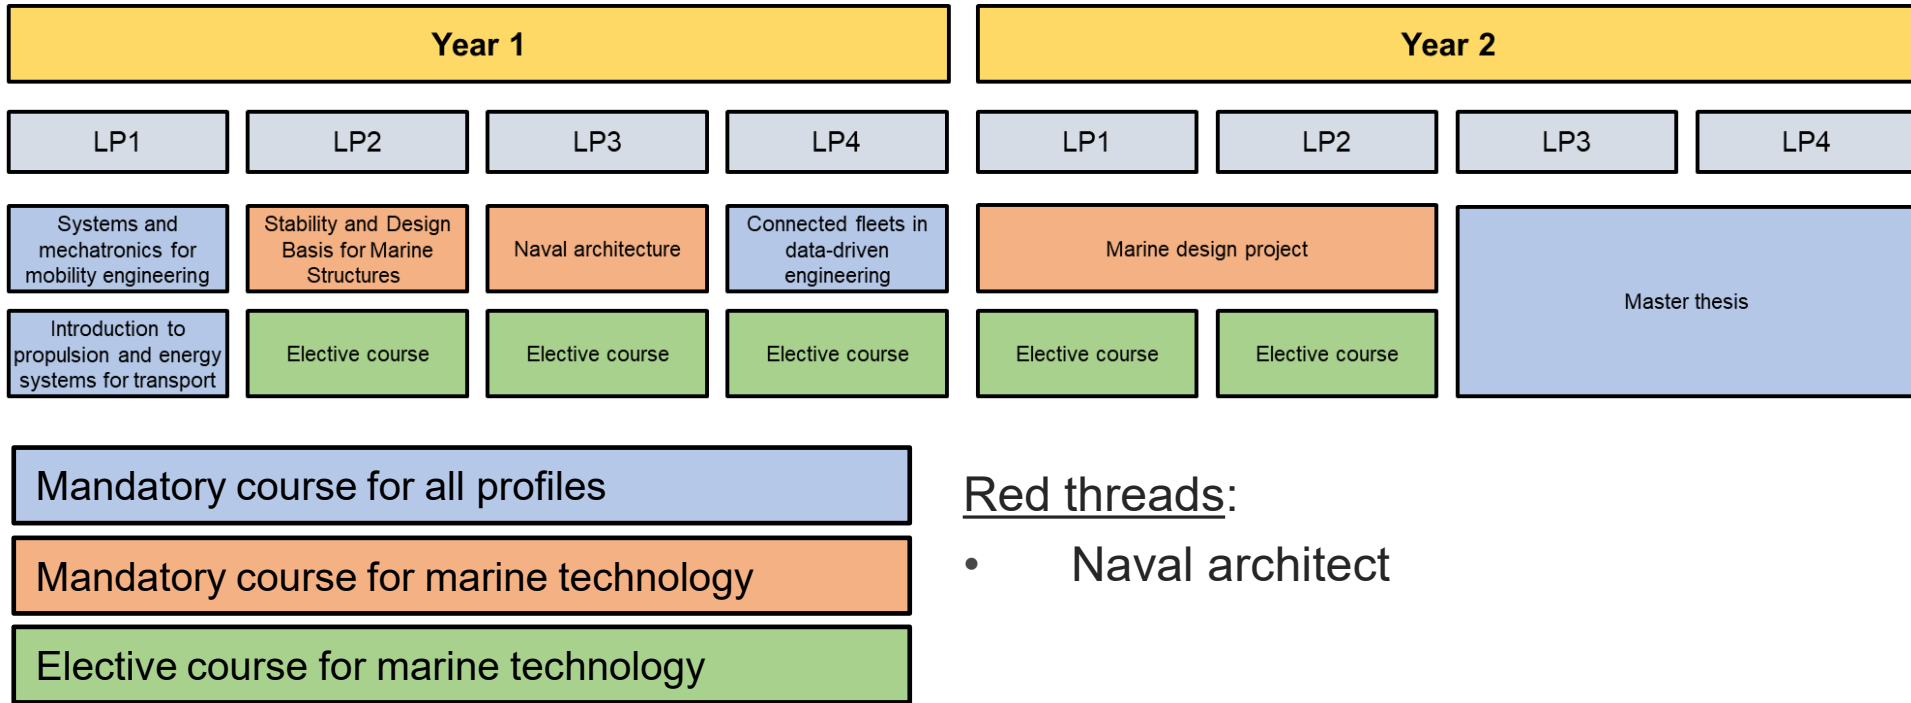 Year 1
Year 2
LP1
LP2
LP3
LP4
LP1
LP2
LP3
LP4
Systems and
mechatronics for
mobility engineering
Stability and Design
Basis for Marine
Structures
Naval architecture
Connected fleets in
data-driven
engineering
Marine design project
Master thesis
Introduction to
propulsion and energy
systems for transport
Elective course
Elective course
Elective course
Elective course
Elective course
Mandatory course for all profiles
Mandatory course for marine technology
Elective course for marine technology
Red threads:
• Naval architect